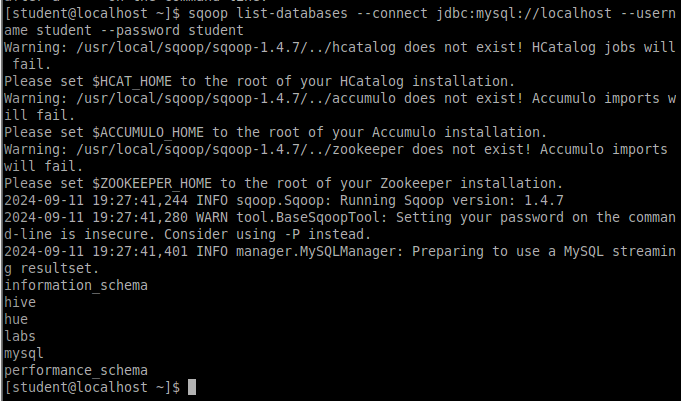 [student@localhost ~]$ sqoop list-databases --connect jdbc:mysql://localhost --usern
ame student --password student
Warning: /usr/local/sqoop/sqoop-1.4.7/../hcatalog does not exist! HCatalog jobs will
 fail.
Please set $HCAT_HOME to the root of your HCatalog installation.
Warning: /usr/local/sqoop/sqoop-1.4.7/../accumulo does not exist! Accumulo imports w
ill fail.
Please set $ACCUMULO_HOME to the root of your Accumulo installation.
Warning: /usr/local/sqoop/sqoop-1.4.7/../zookeeper does not exist! Accumulo imports
will fail.
Please set $ZOOKEEPER_HOME to the root of your Zookeeper installation.
2024-09-11 19:27:41,244 INFO sqoop.Sqoop: Running Sqoop version: 1.4.7
2024-09-11 19:27:41,280 WARN tool.BaseSqoopTool: Setting your password on the comman
d-line is insecure. Consider using -P instead.
2024-09-11 19:27:41,401 INFO manager.MySQLManager: Preparing to use a MySQL streamin
g resultset.
information_schema
hive
hue
labs
mysql
performance_schema
[student@localhost ~]$